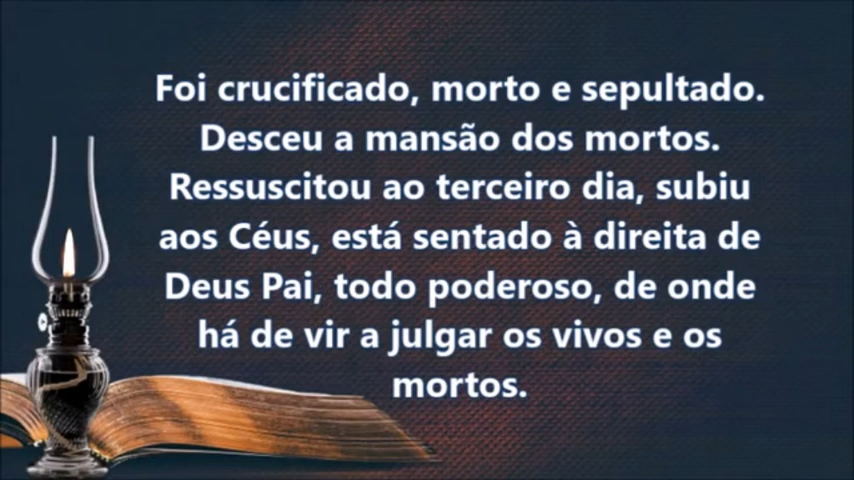 Foi crucificado, morto e sepultado.
Desceu a mansão dos mortos.
Ressuscitou ao terceiro dia, subiu
aos Céus, está sentado à direita de
Deus Pai, todo poderoso, de onde
há de vir a julgar os vivos e os
mortos.